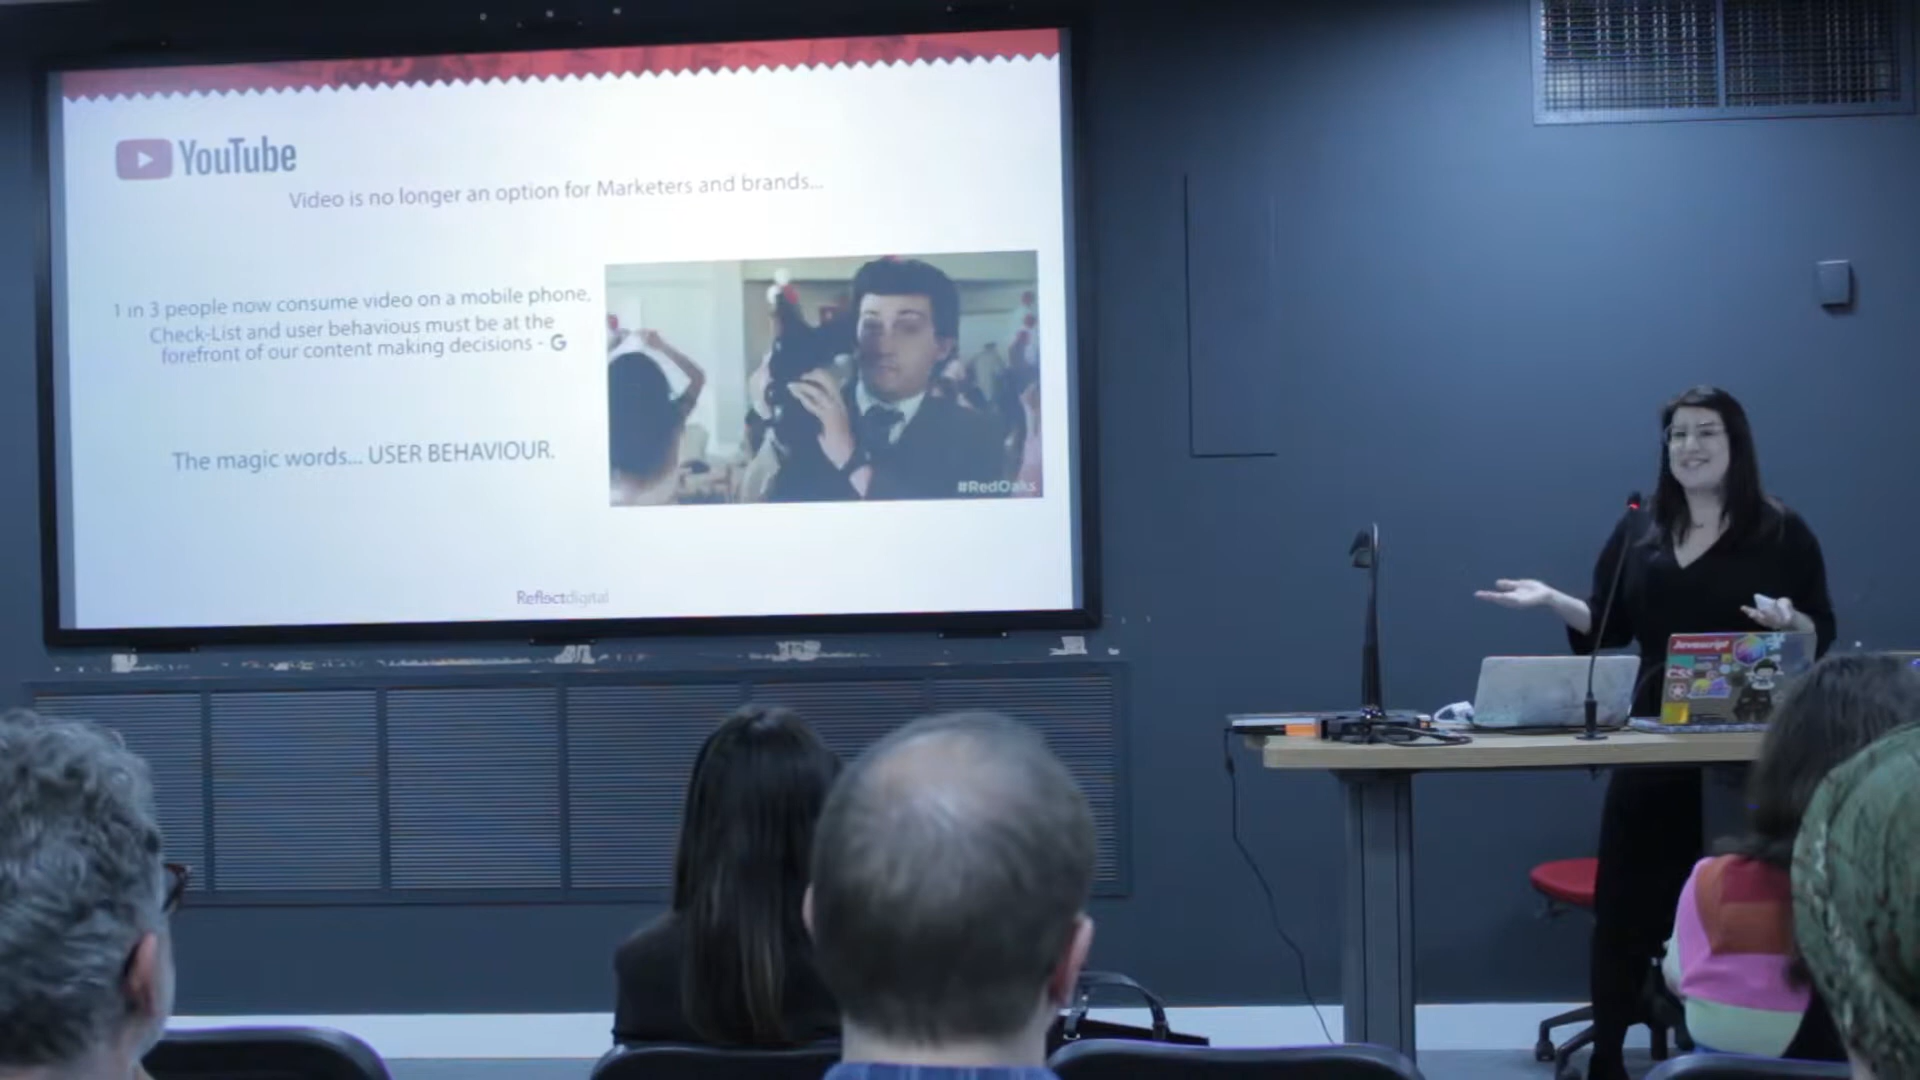 YouTube
Video is no longer an option for Marketers and brands...
1 in 3 people now consume video on a mobile phone.
Check-List and user behavious must be at the
forefront of our content making decisions - G
The magic words... USER BEHAVIOUR.
#RedOaks
Reflectdigital
Javascript
CSS